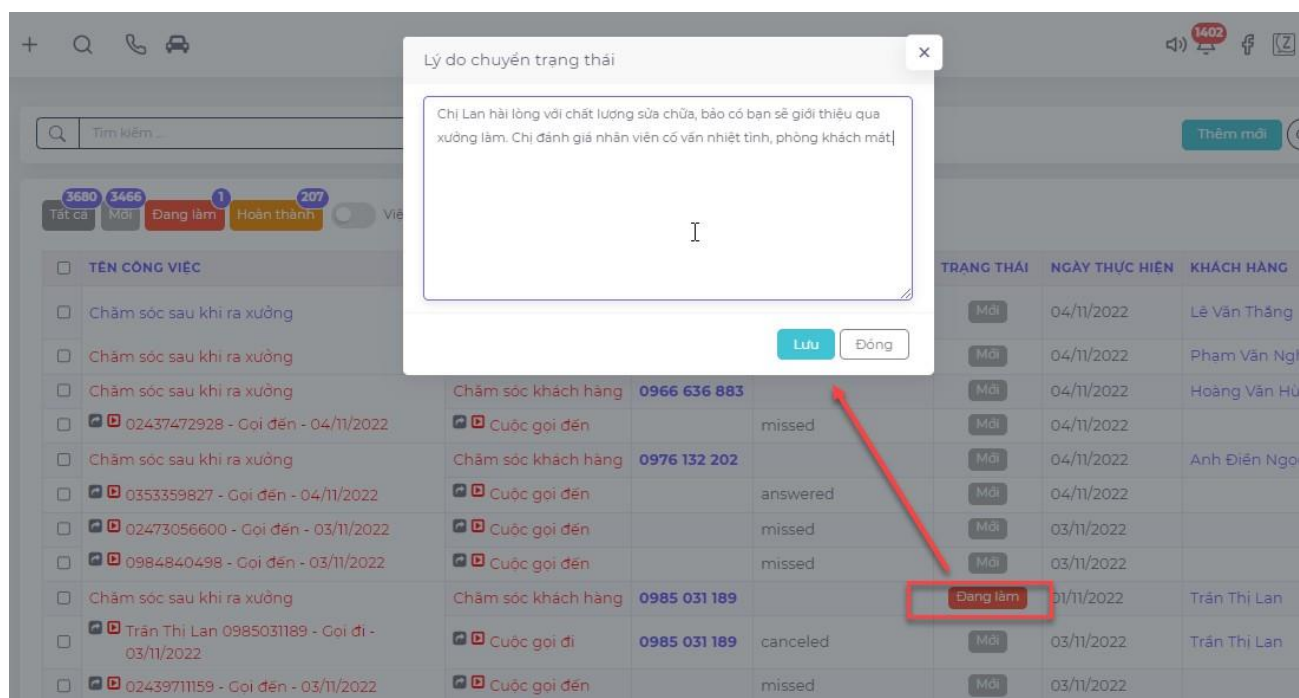 1402
Lý do chuyển trạng thái
Chị Lan hài lòng với chất lượng sửa chữa, bảo có bạn sẽ giới thiệu qua
xưởng làm. Chị đánh giá nhân viên cố vấn nhiệt tình, phòng khách mát.
Tìm kiếm ...
Thêm mới
3680 3466 1 207
Tất cả Mới Đang làm Hoàn thành
Lưu Đóng
TÊN CÔNG VIỆC TRẠNG THÁI NGÀY THỰC HIỆN KHÁCH HÀNG
Chăm sóc sau khi ra xưởng Mới 04/11/2022 Lê Văn Thăng
Chăm sóc sau khi ra xưởng Mới 04/11/2022 Phạm Văn
Chăm sóc sau khi ra xưởng Chăm sóc khách hàng 0966 636 883 Mới 04/11/2022 Hoàng Văn
02437472928 - Gọi đến - 04/11/2022 Cuộc gọi đến missed Mới 04/11/2022
Chăm sóc sau khi ra xưởng Chăm sóc khách hàng 0976 132 202 Mới 04/11/2022 Anh Điền
0353359827 - Gọi đến - 04/11/2022 Cuộc gọi đến answered Mới 04/11/2022
02473056600 - Gọi đến - 03/11/2022 Cuộc gọi đến missed Mới 03/11/2022
0984840498 - Gọi đến - 03/11/2022 Cuộc gọi đến missed Mới 03/11/2022
Chăm sóc sau khi ra xưởng Chăm sóc khách hàng 0985 031 189 Đang làm 01/11/2022 Trần Thị Lan
Trần Thị Lan 0985031189 - Gọi đi -
03/11/2022 Cuộc gọi đi 0985 031 189 canceled Mới 03/11/2022 Trần Thị Lan
02439711159 - Gọi đến - 03/11/2022 Cuộc gọi đến missed Mới 03/11/2022